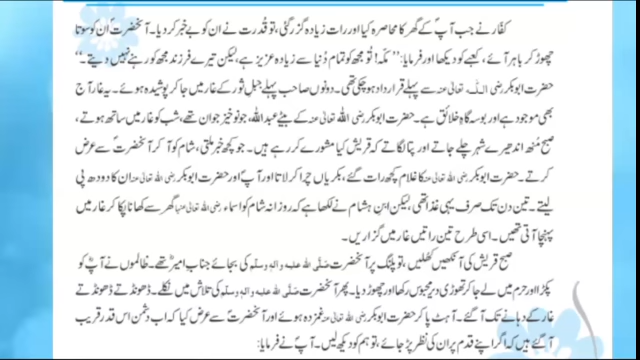 کفّار نے جب آپؐ کے گھر کا محاصرہ کیا اور رات زیادہ گزر گئی، تو قدرت نے ان کو بے خبر کر دیا۔ آنحضرتؐ ان کو سوتا
چھوڑ کر باہر آئے، کعبے کو دیکھا اور فرمایا: ’’مکّہ! تُو مجھ کو تمام دُنیا سے زیادہ عزیز ہے، لیکن تیرے فرزند مجھ کو رہنے نہیں دیتے۔‘‘
حضرت ابوبکر رضی اللہ تعالیٰ عنہ سے پہلے قرارداد ہو چکی تھی۔ دونوں صاحب پہلے جبلِ ثور کے غار میں جا کر پوشیدہ ہوئے۔ یہ غار آج
بھی موجود ہے اور بوسہ گاہِ خلائق ہے۔ حضرت ابوبکر رضی اللہ تعالیٰ عنہ کے بیٹے عبداللہ، جو نوخیز جوان تھے، شب کو غار میں ساتھ ہوتے،
صبح منھ اندھیرے شہر چلے جاتے اور پتا لگاتے کہ قریش کیا مشورے کر رہے ہیں۔ جو کچھ خبر ملتی، شام کو آ کر آنحضرتؐ سے عرض
کرتے۔ حضرت ابوبکر رضی اللہ تعالیٰ عنہ کا غلام کچھ رات گئے، بکریاں چرا کر لاتا اور آپؐ اور حضرت ابوبکر رضی اللہ تعالیٰ عنہ ان کا دودھ پی
لیتے۔ تین دن تک صرف یہی غذا تھی، لیکن ابنِ ہشام نے لکھا ہے کہ روزانہ شام کو اسماء رضی اللہ تعالیٰ عنہا گھر سے کھانا پکا کر غار میں
پہنچا آتی تھیں۔ اسی طرح تین راتیں غار میں گزاریں۔
صبح قریش کی آنکھیں کھلیں، تو پلنگ پر آنحضرت صلّی اللہ علیہ والہٖ وسلّم کی بجائے جناب امیرؓ تھے۔ ظالموں نے آپؓ کو
پکڑا اور حرم میں لے جا کر تھوڑی دیر محبوس رکھا اور چھوڑ دیا۔ پھر آنحضرت صلّی اللہ علیہ والہٖ وسلّم کی تلاش میں نکلے۔ ڈھونڈتے ڈھونڈتے
غار کے دہانے تک آ گئے۔ آہٹ پا کر حضرت ابوبکر رضی اللہ تعالیٰ عنہ غمزدہ ہوئے اور آنحضرتؐ سے عرض کیا کہ اب دشمن اس قدر قریب
آ گئے ہیں کہ اگر اپنے قدم پر ان کی نظر پڑ جائے، تو ہم کو دیکھ لیں۔ آپؐ نے فرمایا: